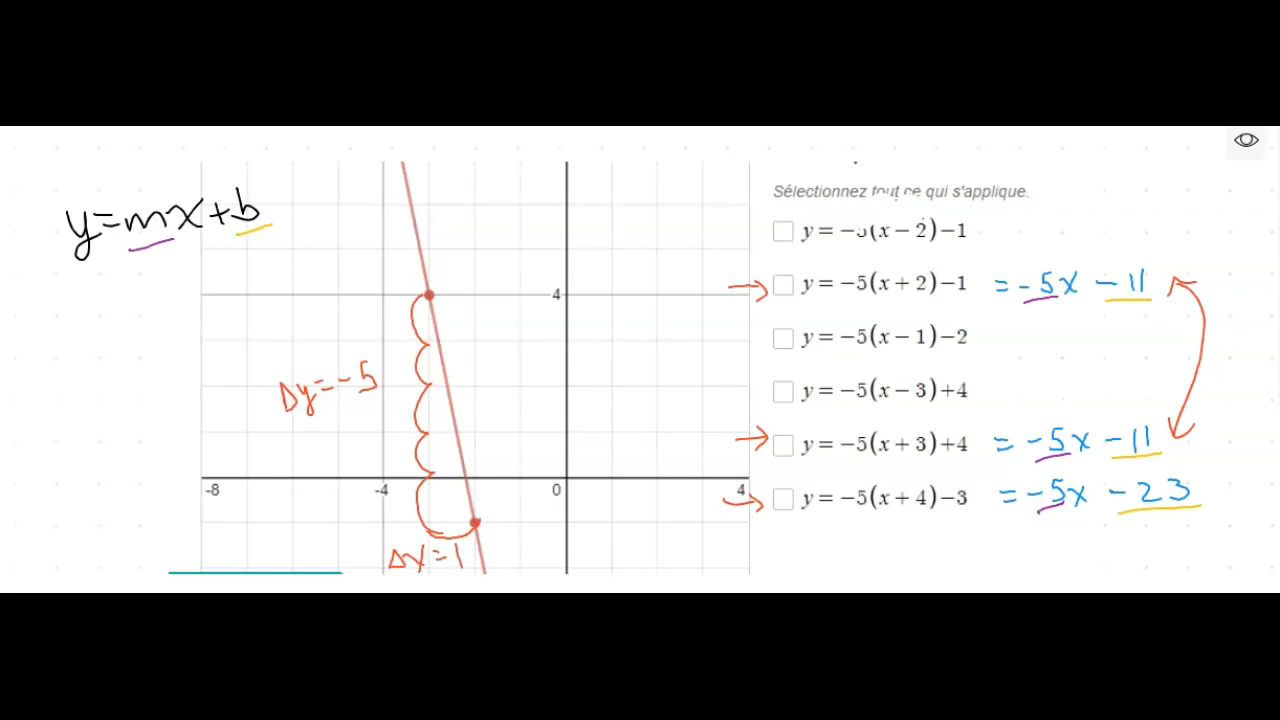 y=mx+b
4
-8
-4
0
4
Δy=-5
Δx=1
Sélectionnez tout ce qui s'applique.
y = −5(x − 2)−1
y = −5(x + 2)−1 = -5x -11
y = −5(x − 1)−2
y = −5(x − 3)+4
y = −5(x + 3)+4 = -5x -11
y = −5(x + 4)−3 = -5x -23